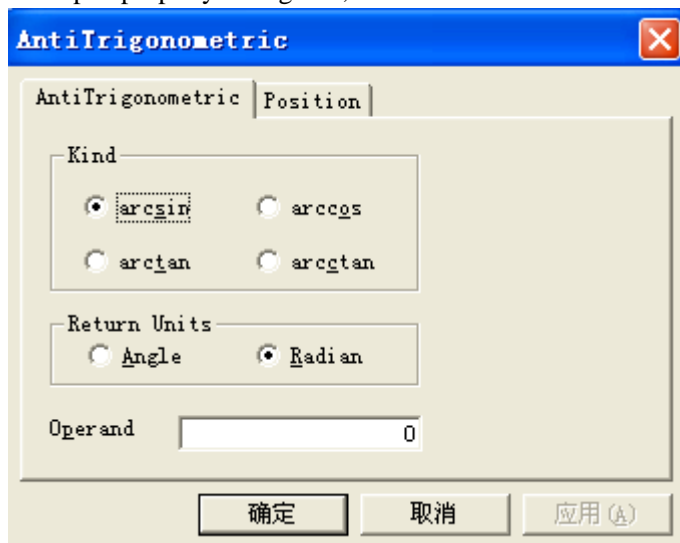 AntiTrigonometric
AntiTrigonometric Position
Kind
arcsin arccos
arctan arcctan
Return Units
Angle Radian
Operand 0
确定 取消 应用(A)